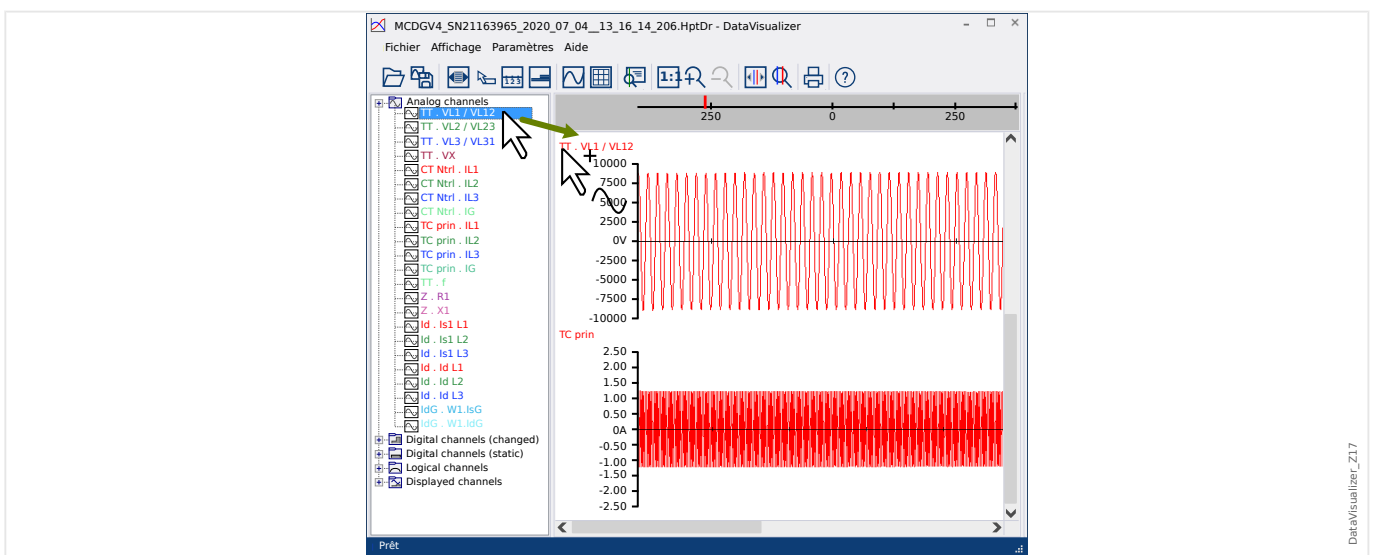 MCDGV4_SN21163965_2020_07_04__13_16_14_206.HptDr - DataVisualizer
Fichier Affichage Paramètres Aide
1 2 3
1:1
Analog channels
TT . VL1 / VL12
TT . VL2 / VL23
TT . VL3 / VL31
TT . VX
CT Ntrl . IL1
CT Ntrl . IL2
CT Ntrl . IL3
CT Ntrl . IG
TC prin . IL1
TC prin . IL2
TC prin . IL3
TC prin . IG
TT . f
Z . R1
Z . X1
Id . Is1 L1
Id . Is1 L2
Id . Is1 L3
Id . Id L1
Id . Id L2
Id . Id L3
IdG . W1.IsG
IdG . W1.IdG
Digital channels (changed)
Digital channels (static)
Logical channels
Displayed channels
250 0 250
TT . VL1 / VL12
10000
7500
5000
2500
0V
-2500
-5000
-7500
-10000
TC prin
2.50
2.00
1.50
1.00
0.50
0A
-0.50
-1.00
-1.50
-2.00
-2.50
Prêt
DataVisualizer_Z17